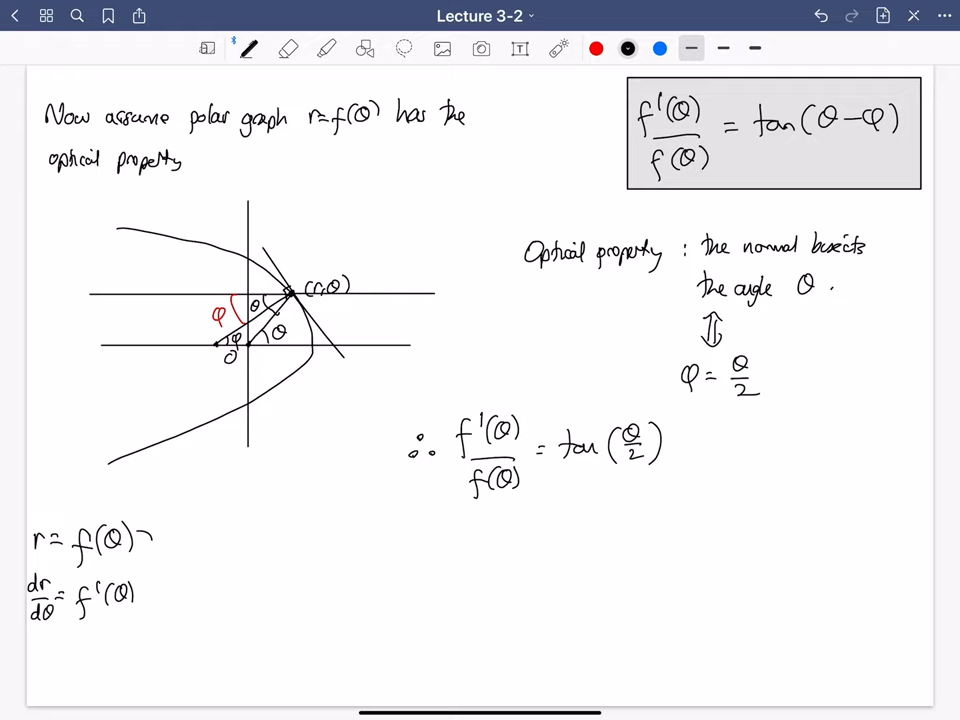 Lecture 3-2
Now assume polar graph r=f(θ) has the
optical property
f'(θ)/f(θ) = tan(θ-φ)
Optical property : the normal bisects
the angle θ.
⇕
φ = θ/2
(r,θ)
φ
θ
φ
θ
O
∴ f'(θ)/f(θ) = tan(θ/2)
r = f(θ)
dr/dθ = f'(θ)